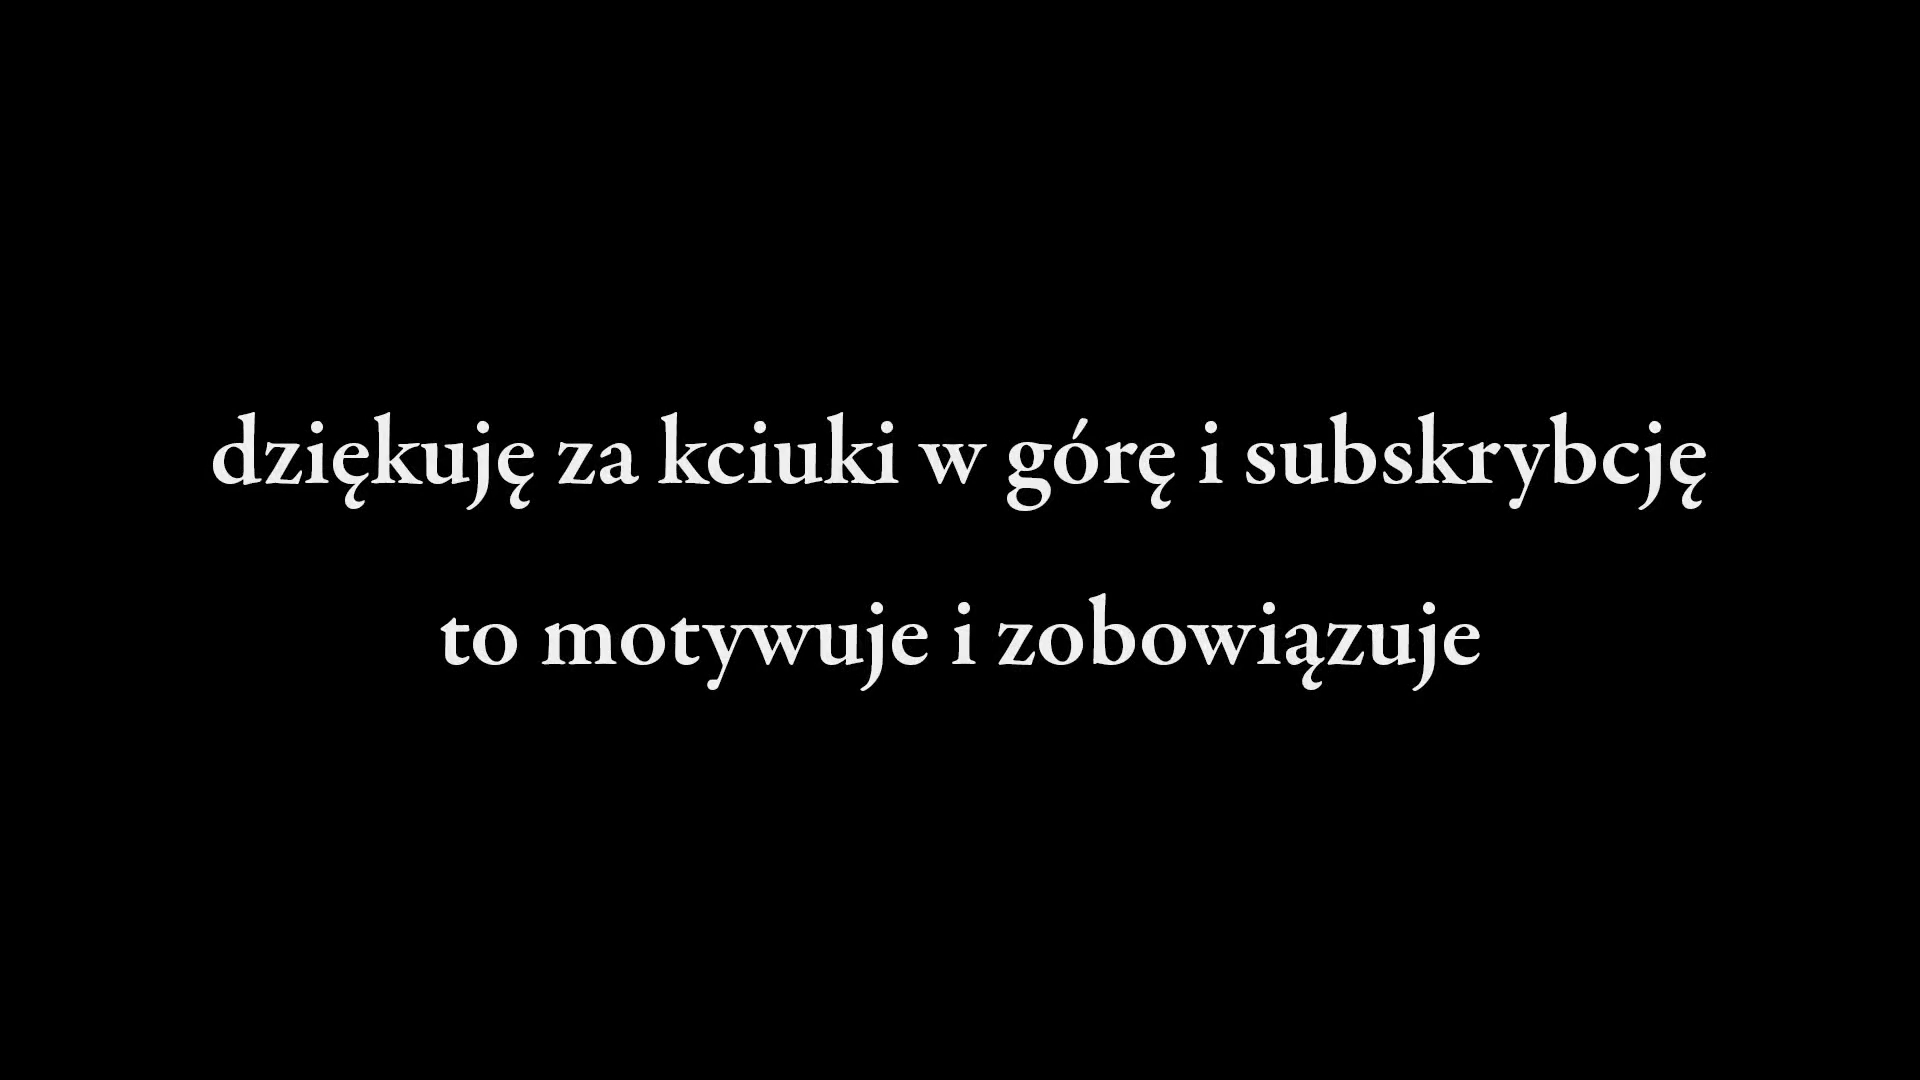 dziękuję za kciuki w górę i subskrybcję
to motywuje i zobowiązuje